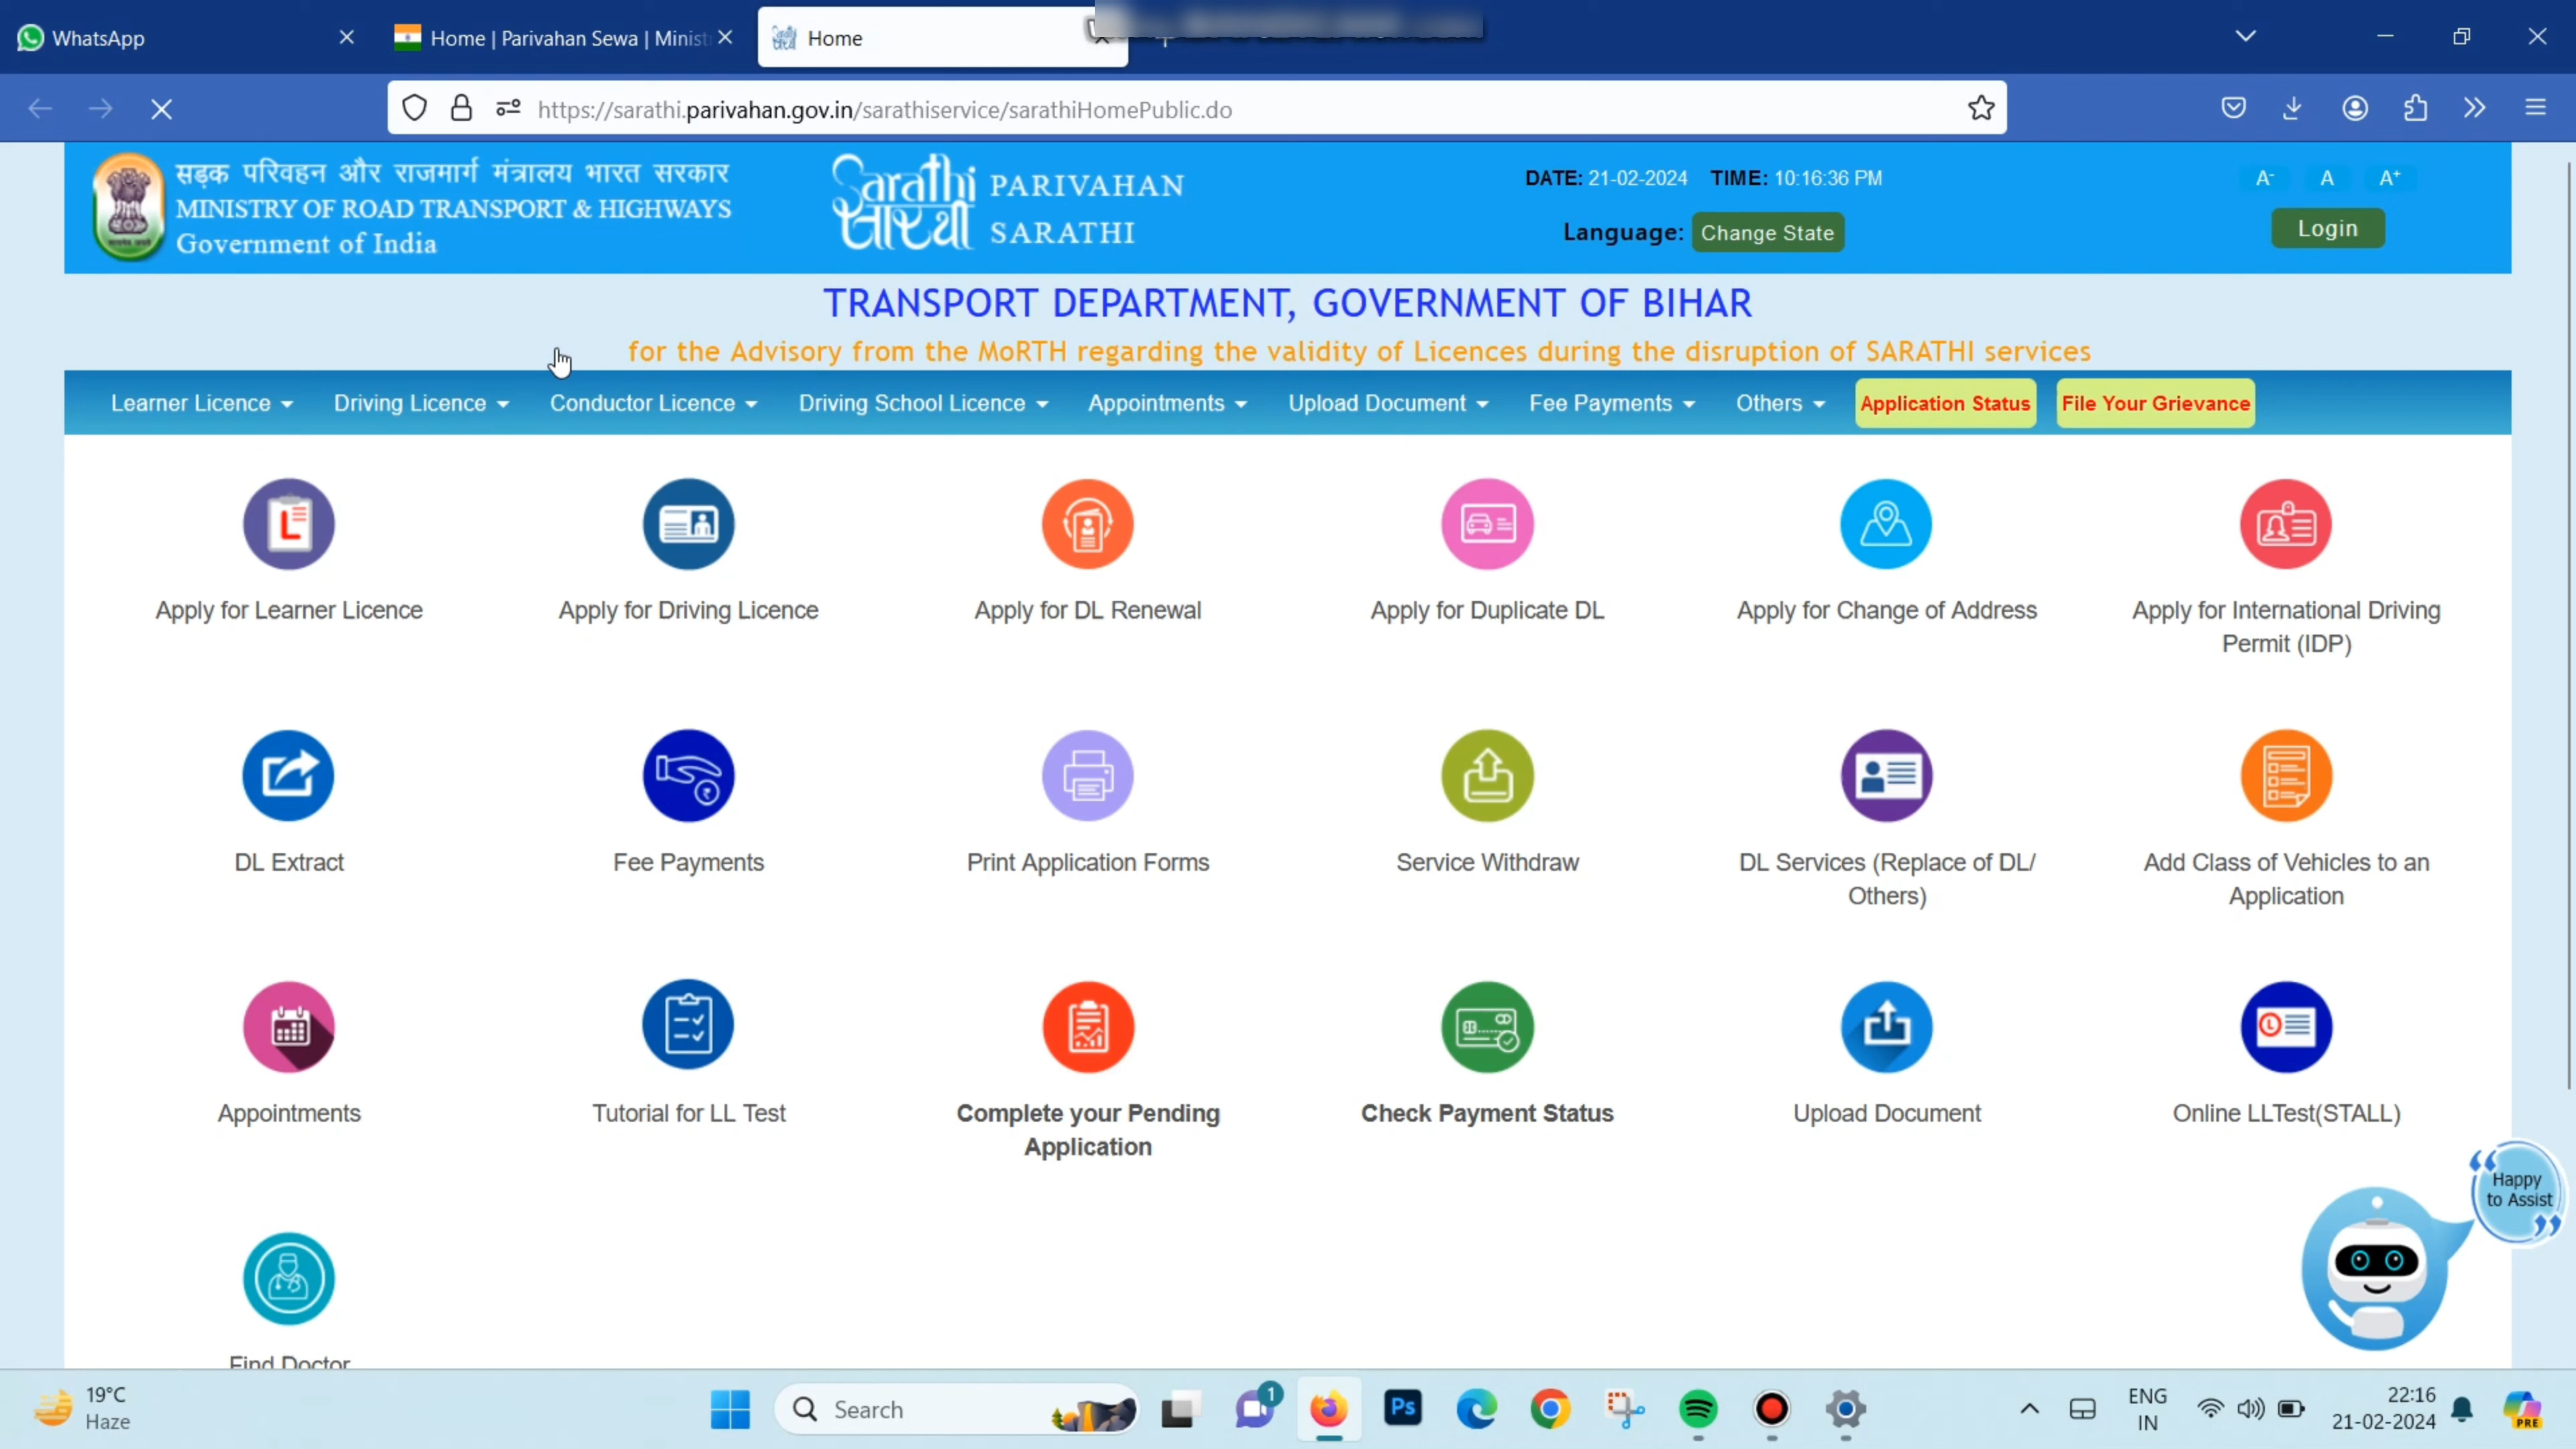 WhatsApp
Home | Parivahan Sewa | Minist
Home
https://sarathi.parivahan.gov.in/sarathiservice/sarathiHomePublic.do
सड़क परिवहन और राजमार्ग मंत्रालय भारत सरकार
MINISTRY OF ROAD TRANSPORT & HIGHWAYS
Government of India
Sarathi
सारथी
PARIVAHAN
SARATHI
DATE: 21-02-2024 TIME: 10:16:36 PM
Language: Change State
A- A A+
Login
TRANSPORT DEPARTMENT, GOVERNMENT OF BIHAR
for the Advisory from the MoRTH regarding the validity of Licences during the disruption of SARATHI services
Learner Licence Driving Licence Conductor Licence Driving School Licence Appointments Upload Document Fee Payments Others Application Status File Your Grievance
L
Apply for Learner Licence
Apply for Driving Licence
Apply for DL Renewal
Apply for Duplicate DL
Apply for Change of Address
Apply for International Driving
Permit (IDP)
DL Extract
₹
Fee Payments
Print Application Forms
Service Withdraw
DL Services (Replace of DL/
Others)
Add Class of Vehicles to an
Application
Appointments
Tutorial for LL Test
Complete your Pending
Application
Check Payment Status
Upload Document
L
Online LLTest(STALL)
Happy
to Assist
Find Doctor
19°C
Haze
Search
1
Ps
ENG
IN
22:16
21-02-2024
PRE